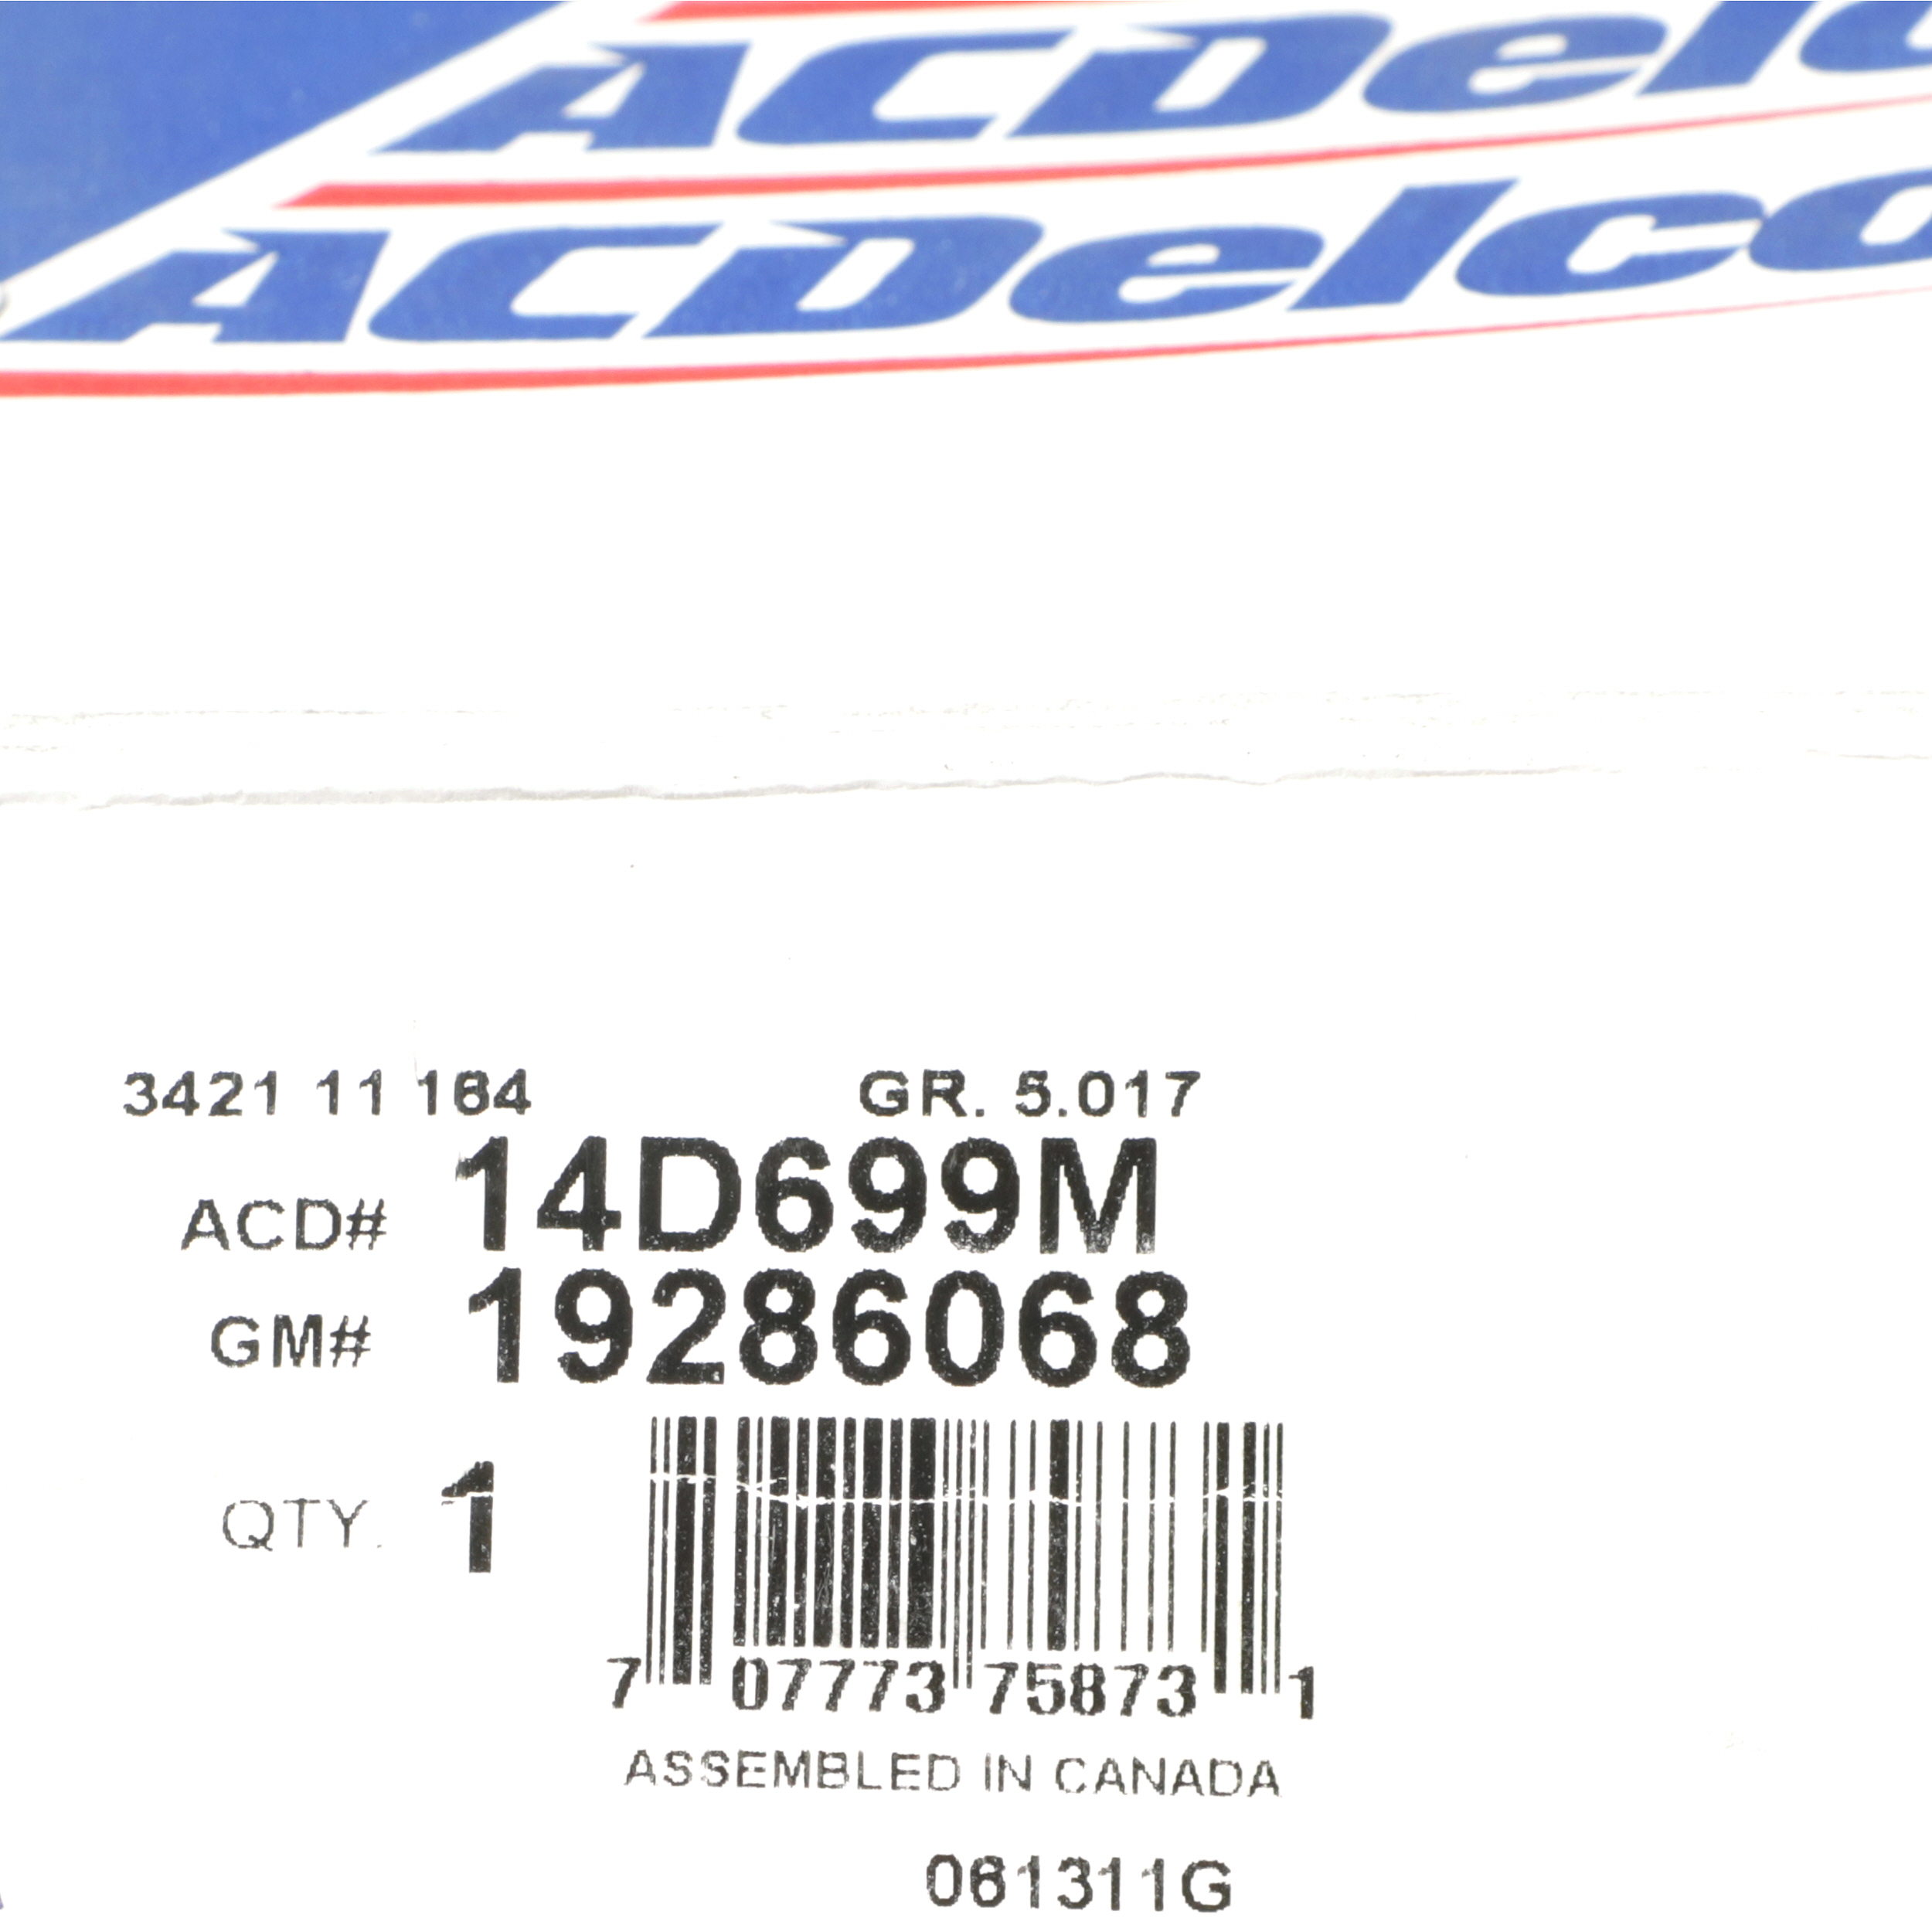 ACDelc
ACDelco
3421 11 164 GR. 5.017
ACD# 14D699M
GM# 19286068
QTY. 1
7 07773 75873 1
ASSEMBLED IN CANADA
061311G